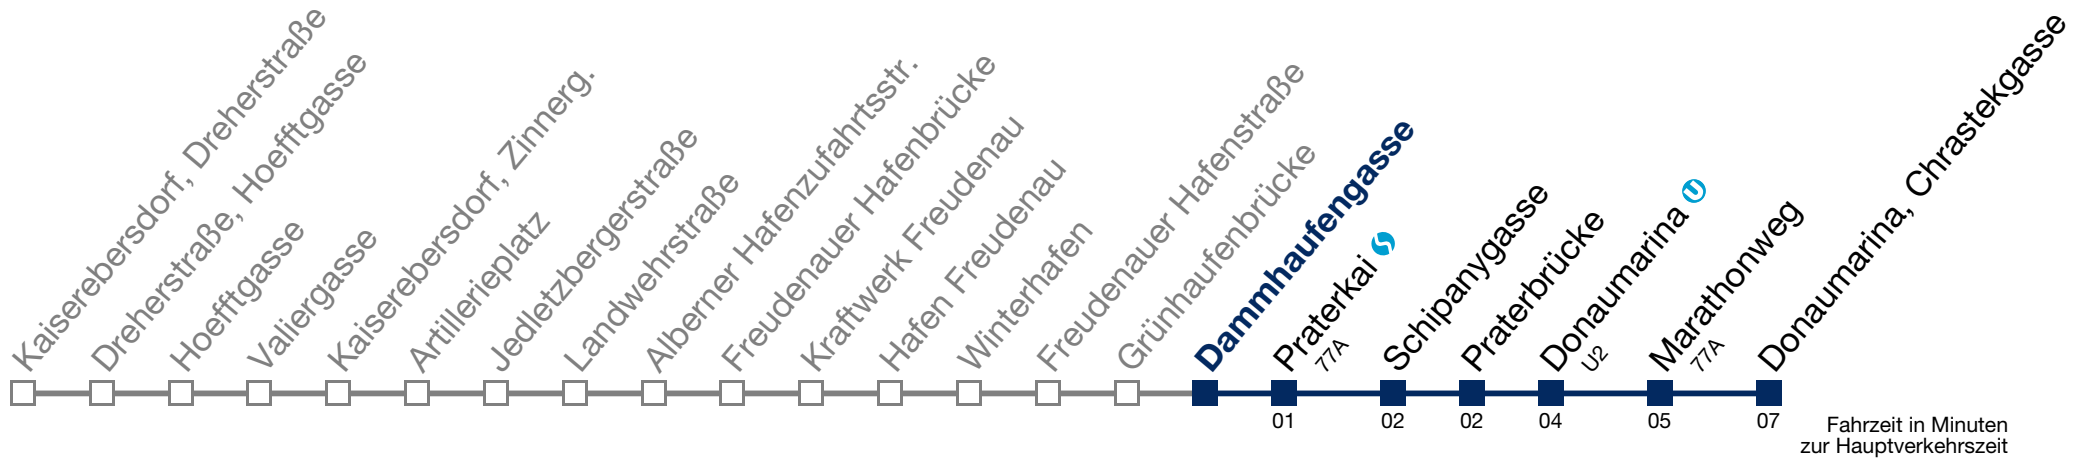 Kaiserebersdorf, Dreherstraße
Dreherstraße, Hoefftgasse
Hoefftgasse
Valiergasse
Kaiserebersdorf, Zinnerg.
Artillerieplatz
Jedletzbergerstraße
Landwehrstraße
Alberner Hafenzufahrtsstr.
Freudenauer Hafenbrücke
Kraftwerk Freudenau
Hafen Freudenau
Winterhafen
Freudenauer Hafenstraße
Grünhaufenbrücke
Dammhaufengasse
Praterkai S
77A
Schipanygasse
Praterbrücke
Donaumarina U
U2
Marathonweg
77A
Donaumarina, Chrastekgasse
01 02 02 04 05 07
Fahrzeit in Minuten
zur Hauptverkehrszeit